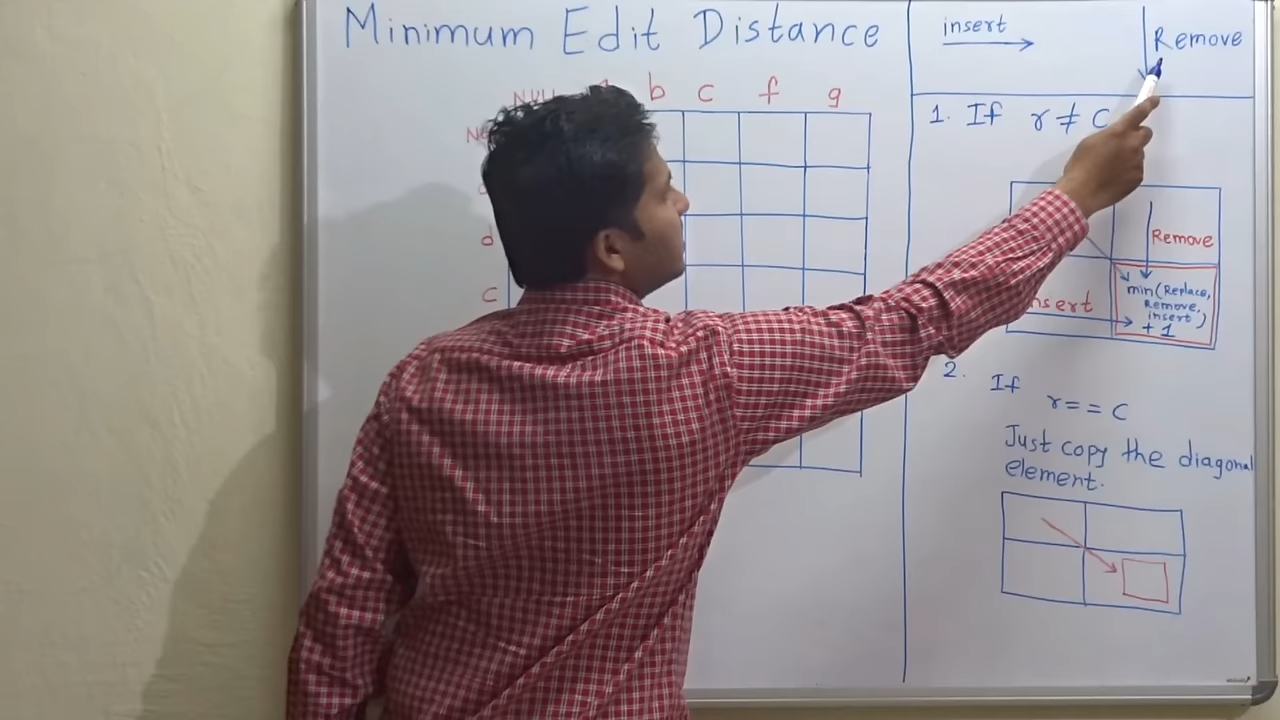 Minimum Edit Distance
b c f g
d
c
insert
Remove
1. If r ≠ c
Remove
min(Replace,
Remove,
insert)
+ 1
2. If
r = = c
Just copy the diagonal
element.